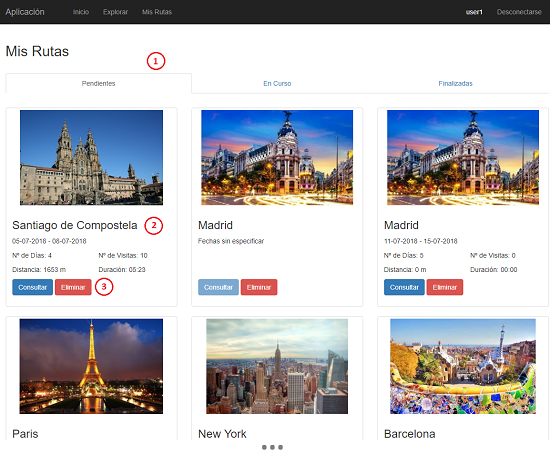 Aplicación Inicio Explorar Mis Rutas user1 Desconectarse
Mis Rutas
1
Pendientes En Curso Finalizadas
Santiago de Compostela 2
05-07-2018 - 08-07-2018
Nº de Días: 4 Nº de Visitas: 10
Distancia: 1653 m Duración: 05:23
Consultar Eliminar 3
Madrid
Fechas sin especificar
Consultar Eliminar
Madrid
11-07-2018 - 15-07-2018
Nº de Días: 5 Nº de Visitas: 0
Distancia: 0 m Duración: 00:00
Consultar Eliminar
Paris
New York
Barcelona